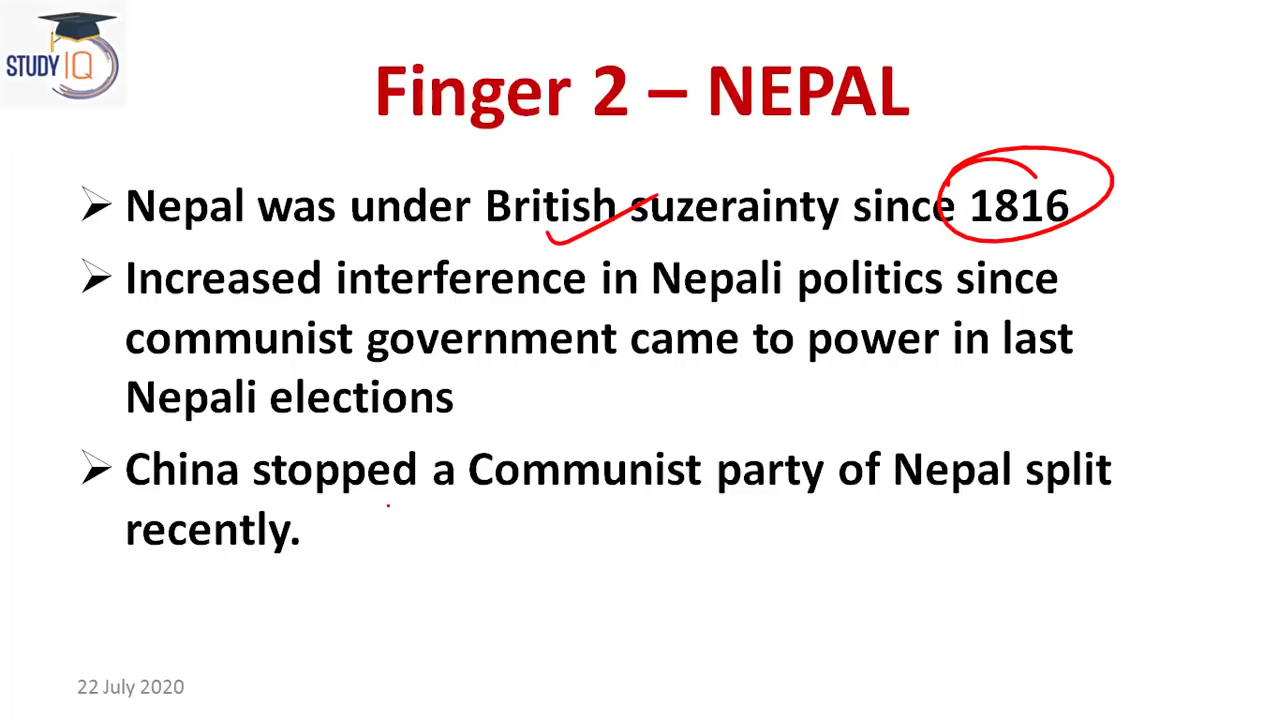 STUDY IQ
Finger 2 – NEPAL
➢ Nepal was under British suzerainty since 1816
➢ Increased interference in Nepali politics since
communist government came to power in last
Nepali elections
➢ China stopped a Communist party of Nepal split
recently.
22 July 2020